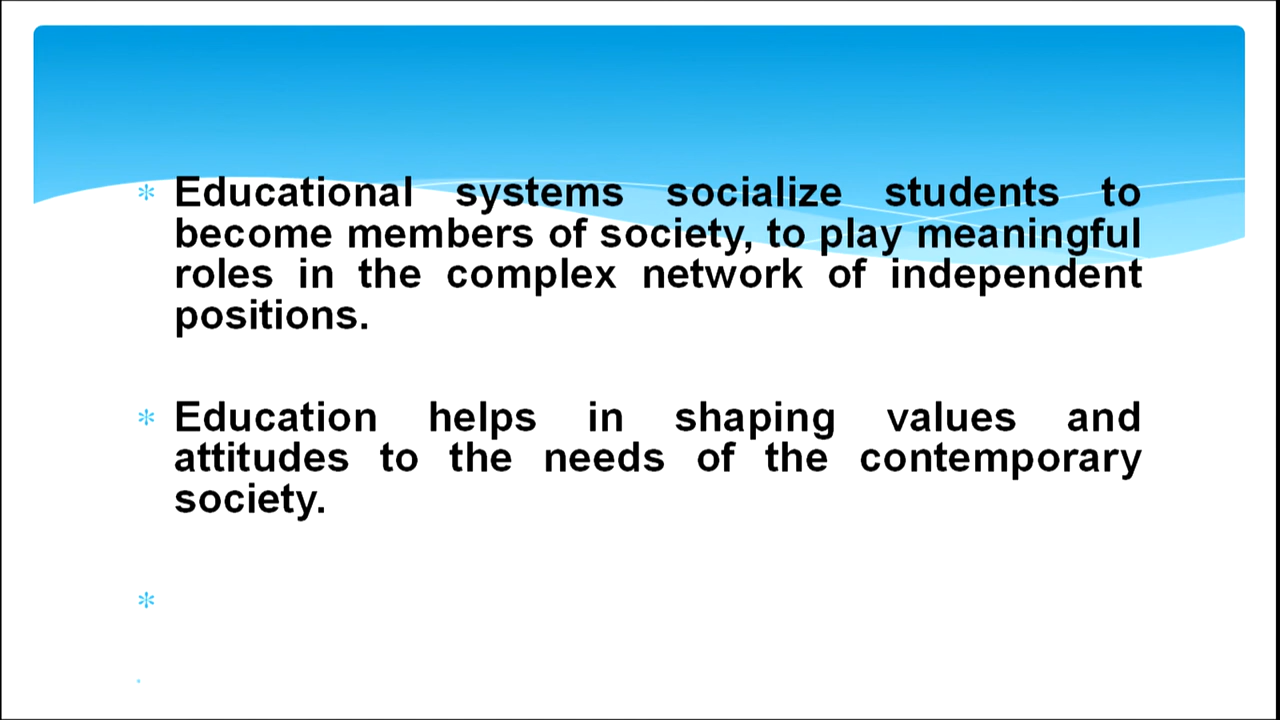 * Educational systems socialize students to
become members of society, to play meaningful
roles in the complex network of independent
positions.
* Education helps in shaping values and
attitudes to the needs of the contemporary
society.
*